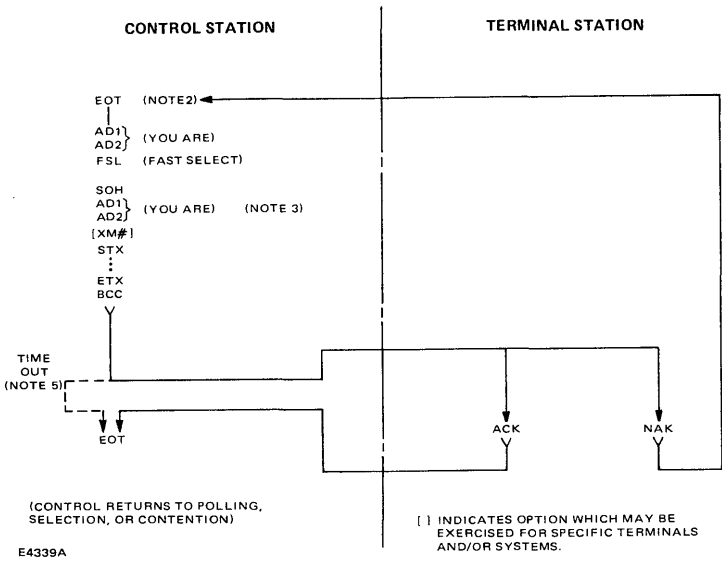 CONTROL STATION
TERMINAL STATION
EOT (NOTE2)
AD1
AD2} (YOU ARE)
FSL (FAST SELECT)
SOH
AD1
AD2} (YOU ARE) (NOTE 3)
[XM#]
STX
ETX
BCC
TIME
OUT
(NOTE 5)
EOT
ACK
NAK
(CONTROL RETURNS TO POLLING,
SELECTION, OR CONTENTION)
[ ] INDICATES OPTION WHICH MAY BE
EXERCISED FOR SPECIFIC TERMINALS
AND/OR SYSTEMS.
E4339A